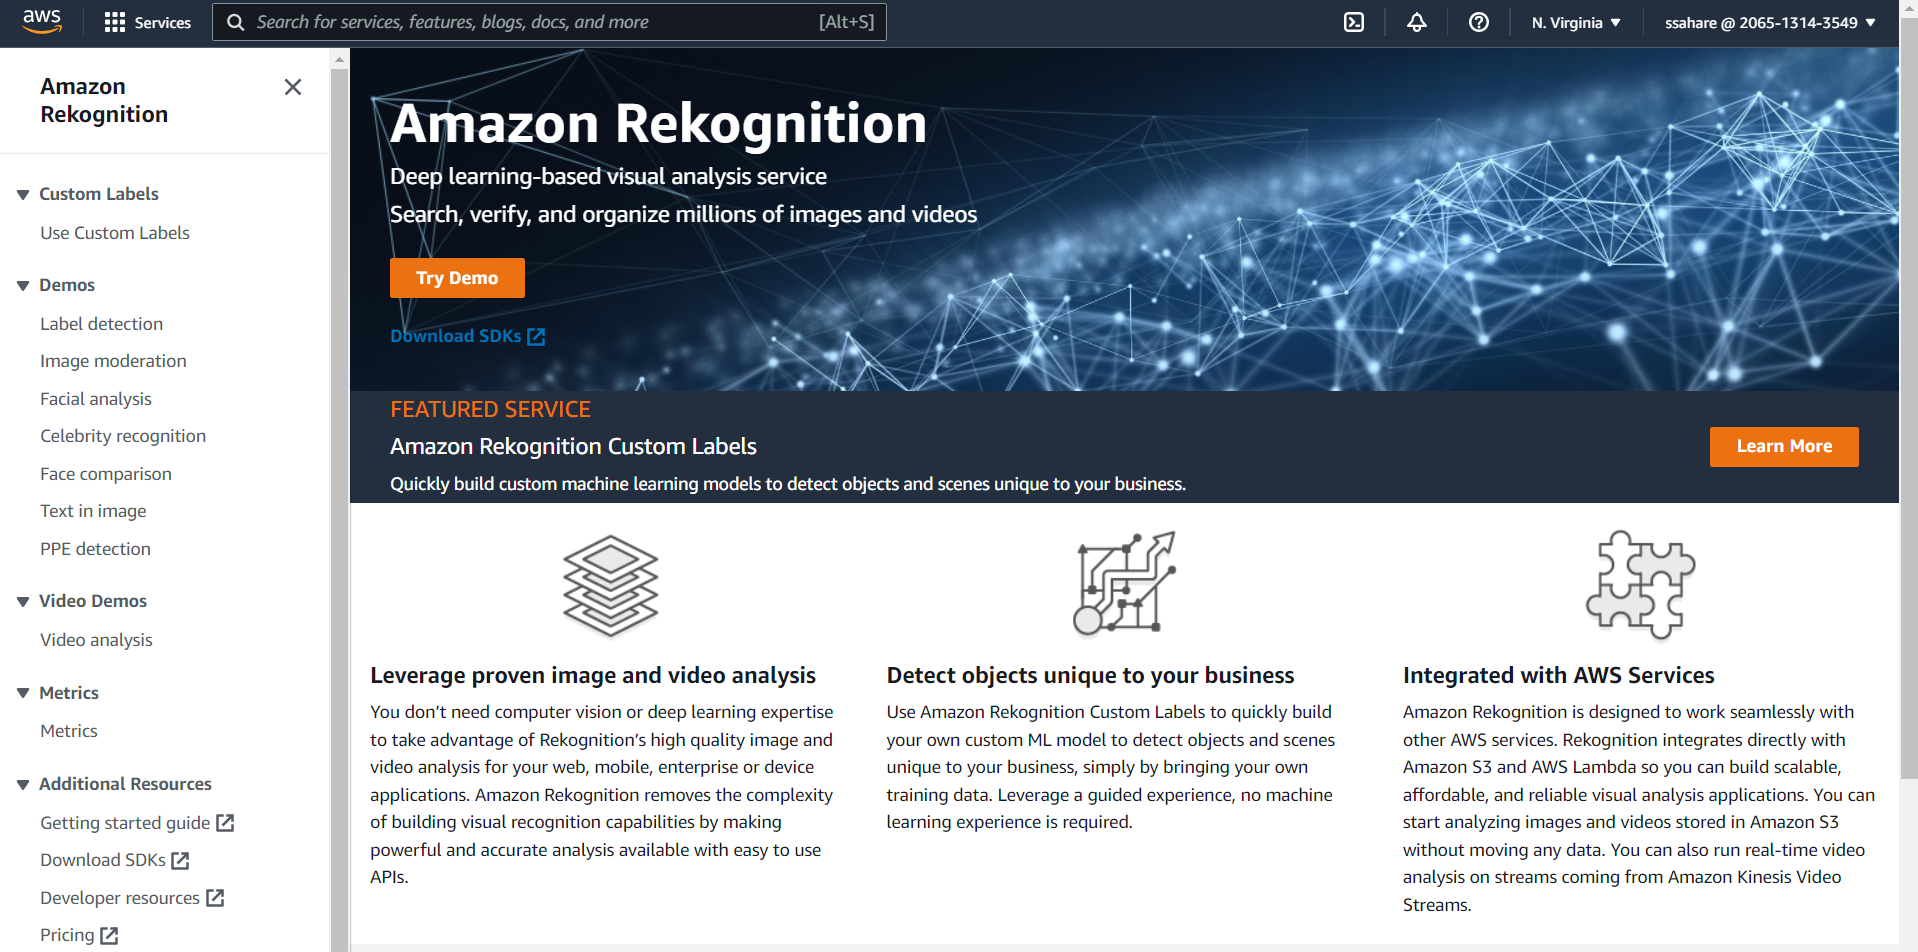 aws
Services
Search for services, features, blogs, docs, and more
[Alt+S]
N. Virginia
ssahare @ 2065-1314-3549
Amazon
Rekognition
Custom Labels
Use Custom Labels
Demos
Label detection
Image moderation
Facial analysis
Celebrity recognition
Face comparison
Text in image
PPE detection
Video Demos
Video analysis
Metrics
Metrics
Additional Resources
Getting started guide
Download SDKs
Developer resources
Pricing
Amazon Rekognition
Deep learning-based visual analysis service
Search, verify, and organize millions of images and videos
Try Demo
Download SDKs
FEATURED SERVICE
Amazon Rekognition Custom Labels
Quickly build custom machine learning models to detect objects and scenes unique to your business.
Learn More
Leverage proven image and video analysis
You don’t need computer vision or deep learning expertise
to take advantage of Rekognition’s high quality image and
video analysis for your web, mobile, enterprise or device
applications. Amazon Rekognition removes the complexity
of building visual recognition capabilities by making
powerful and accurate analysis available with easy to use
APIs.
Detect objects unique to your business
Use Amazon Rekognition Custom Labels to quickly build
your own custom ML model to detect objects and scenes
unique to your business, simply by bringing your own
training data. Leverage a guided experience, no machine
learning experience is required.
Integrated with AWS Services
Amazon Rekognition is designed to work seamlessly with
other AWS services. Rekognition integrates directly with
Amazon S3 and AWS Lambda so you can build scalable,
affordable, and reliable visual analysis applications. You can
start analyzing images and videos stored in Amazon S3
without moving any data. You can also run real-time video
analysis on streams coming from Amazon Kinesis Video
Streams.